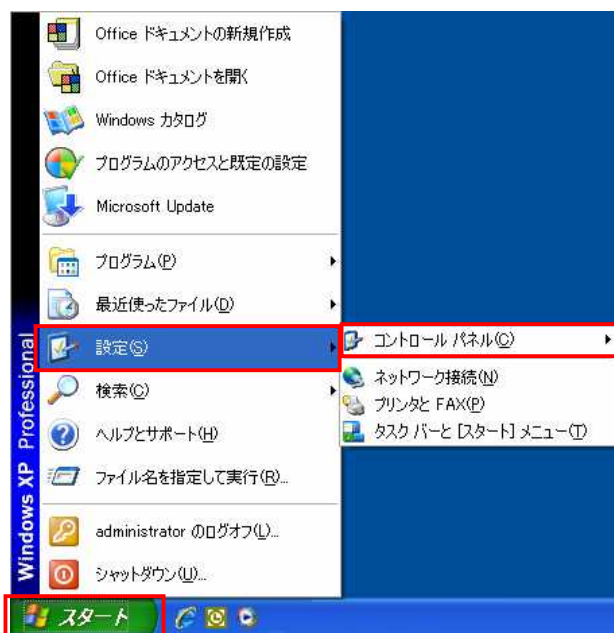 Office ドキュメントの新規作成
Office ドキュメントを開く
Windows カタログ
プログラムのアクセスと既定の設定
Microsoft Update
プログラム(P)
最近使ったファイル(D)
設定(S)
コントロール パネル(C)
ネットワーク接続(N)
プリンタと FAX(P)
タスク バーと [スタート] メニュー(T)
検索(C)
ヘルプとサポート(H)
ファイル名を指定して実行(R)...
administrator のログオフ(L)...
シャットダウン(U)...
Windows XP Professional
スタート